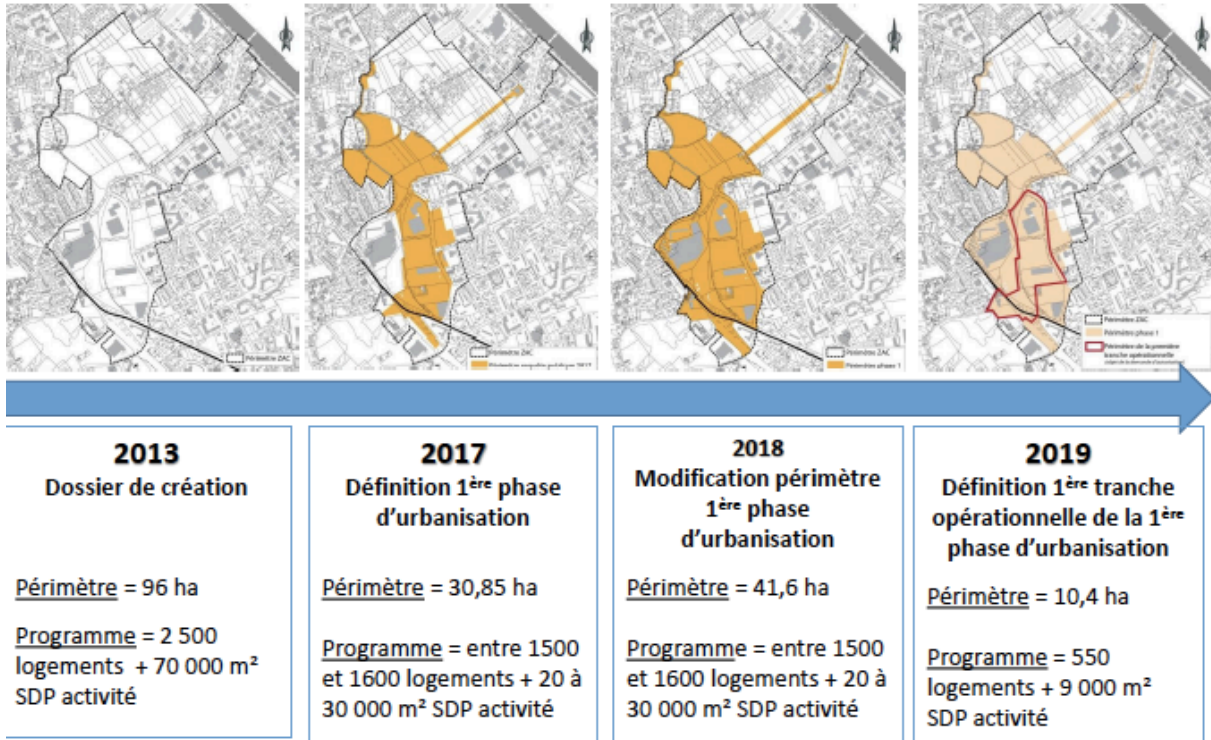 Périmètre ZAC
Périmètre ZAC
Périmètre enquête publique 2017
Périmètre ZAC
Périmètre phase 1
Périmètre ZAC
Périmètre phase 1
Périmètre de la première
tranche opérationnelle
2013
Dossier de création
Périmètre = 96 ha
Programme = 2 500
logements + 70 000 m² 
SDP activité
2017
Définition 1ère phase
d'urbanisation
Périmètre = 30,85 ha
Programme = entre 1500
et 1600 logements + 20 à
30 000 m² SDP activité
2018
Modification périmètre
1ère phase
d'urbanisation
Périmètre = 41,6 ha
Programme = entre 1500
et 1600 logements + 20 à
30 000 m² SDP activité
2019
Définition 1ère tranche
opérationnelle de la 1ère
phase d'urbanisation
Périmètre = 10,4 ha
Programme = 550
logements + 9 000 m²
SDP activité